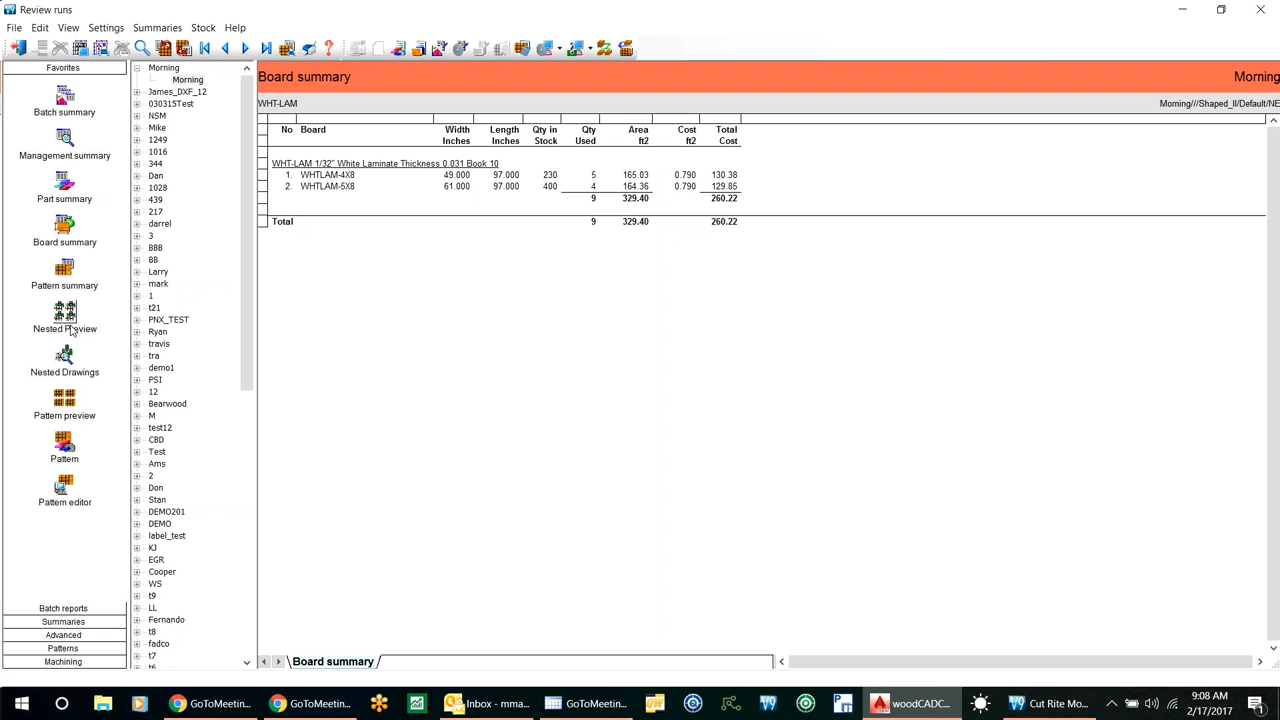 Review runs
File Edit View Settings Summaries Stock Help
Favorites
Batch summary
Management summary
Part summary
Board summary
Pattern summary
Nested Preview
Nested Drawings
Pattern preview
Pattern
Pattern editor
Batch reports
Summaries
Advanced
Patterns
Machining
Morning
Morning
James_DXF_12
030315Test
NSM
Mike
1249
1016
344
Dan
1028
439
217
darrel
3
BBB
BB
Larry
mark
1
t21
PNX_TEST
Ryan
travis
tra
demo1
PSI
12
Bearwood
M
test12
CBD
Test
Ams
2
Don
Stan
DEMO201
DEMO
label_test
KJ
EGR
Cooper
WS
t9
LL
Fernando
t8
fadco
t7
t6
Board summary Morning
WHT-LAM Morning///Shaped_II/Default/NE
No Board Width Length Qty in Qty Area Cost Total
Inches Inches Stock Used ft2 ft2 Cost
WHT-LAM 1/32" White Laminate Thickness 0.031 Book 10
1. WHTLAM-4X8 49.000 97.000 230 5 165.03 0.790 130.38
2. WHTLAM-5X8 61.000 97.000 400 4 164.36 0.790 129.85
9 329.40 260.22
Total 9 329.40 260.22
Board summary
GoToMeetin... GoToMeetin... Inbox - mma... GoToMeetin... woodCADC... Cut Rite Mo...
9:08 AM
2/17/2017